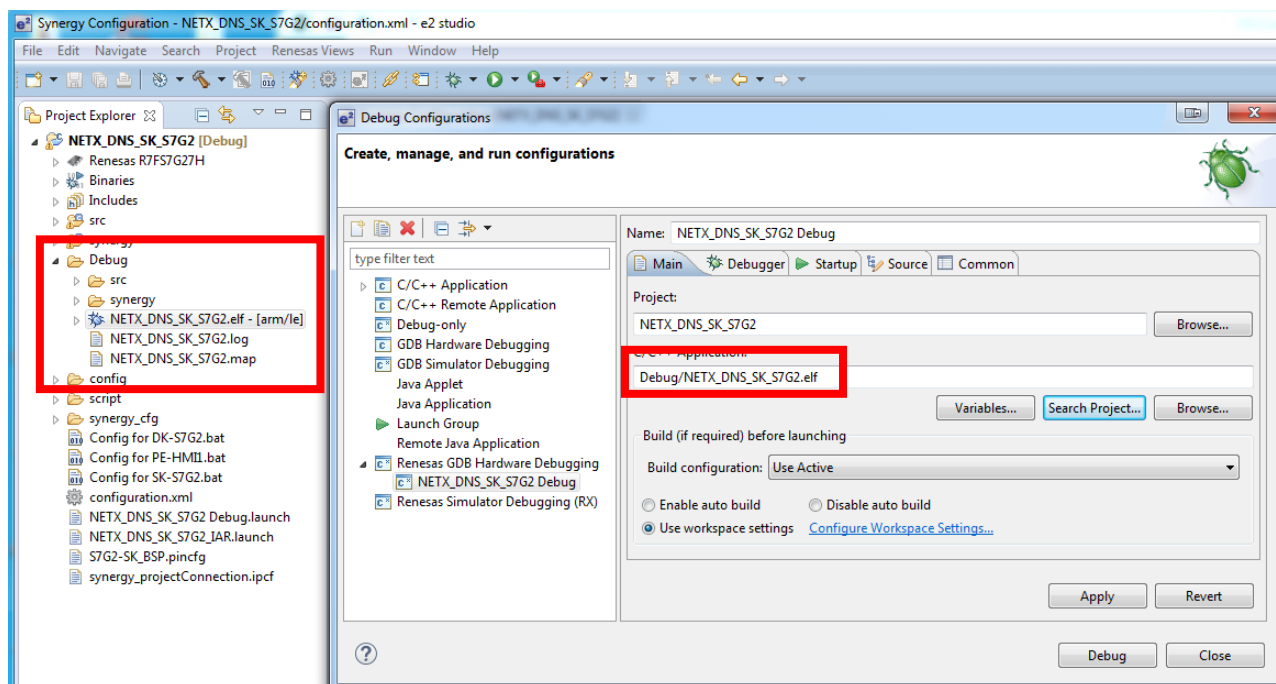 Synergy Configuration - NETX_DNS_SK_S7G2/configuration.xml - e2 studio
File Edit Navigate Search Project Renesas Views Run Window Help
Project Explorer
NETX_DNS_SK_S7G2 [Debug]
Renesas R7FS7G27H
Binaries
Includes
src
synergy
Debug
src
synergy
NETX_DNS_SK_S7G2.elf - [arm/le]
NETX_DNS_SK_S7G2.log
NETX_DNS_SK_S7G2.map
config
script
synergy_cfg
Config for DK-S7G2.bat
Config for PE-HMI1.bat
Config for SK-S7G2.bat
configuration.xml
NETX_DNS_SK_S7G2 Debug.launch
NETX_DNS_SK_S7G2_IAR.launch
S7G2-SK_BSP.pincfg
synergy_projectConnection.ipcf
Debug Configurations
Create, manage, and run configurations
type filter text
C/C++ Application
C/C++ Remote Application
Debug-only
GDB Hardware Debugging
GDB Simulator Debugging
Java Applet
Java Application
Launch Group
Remote Java Application
Renesas GDB Hardware Debugging
NETX_DNS_SK_S7G2 Debug
Renesas Simulator Debugging (RX)
Name: NETX_DNS_SK_S7G2 Debug
Main Debugger Startup Source Common
Project:
NETX_DNS_SK_S7G2 Browse...
C/C++ Application:
Debug/NETX_DNS_SK_S7G2.elf
Variables... Search Project... Browse...
Build (if required) before launching
Build configuration: Use Active
Enable auto build Disable auto build
Use workspace settings Configure Workspace Settings...
Apply Revert
Debug Close